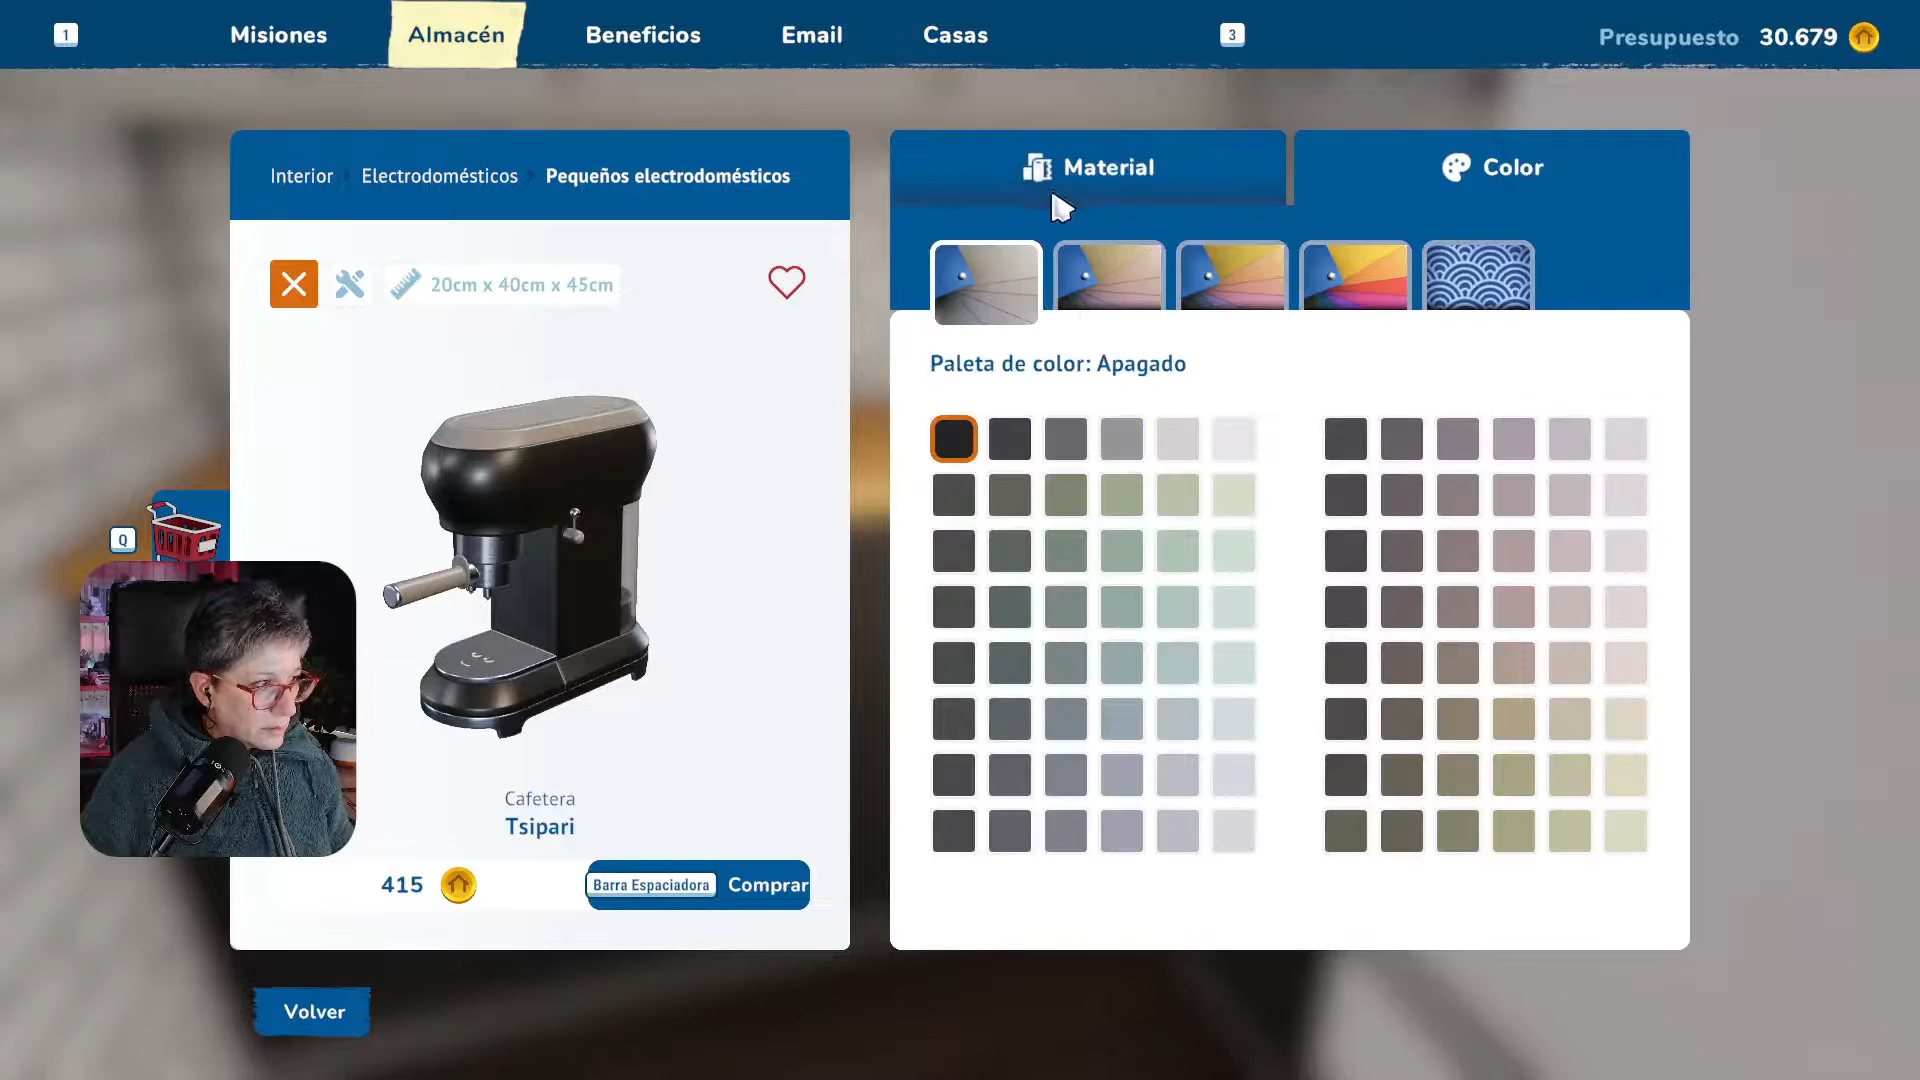 1
Misiones
Almacén
Beneficios
Email
Casas
3
Presupuesto 30.679
Interior Electrodomésticos Pequeños electrodomésticos
Material
Color
20cm x 40cm x 45cm
Paleta de color: Apagado
Q
Cafetera
Tsipari
415
Barra Espaciadora Comprar
Volver